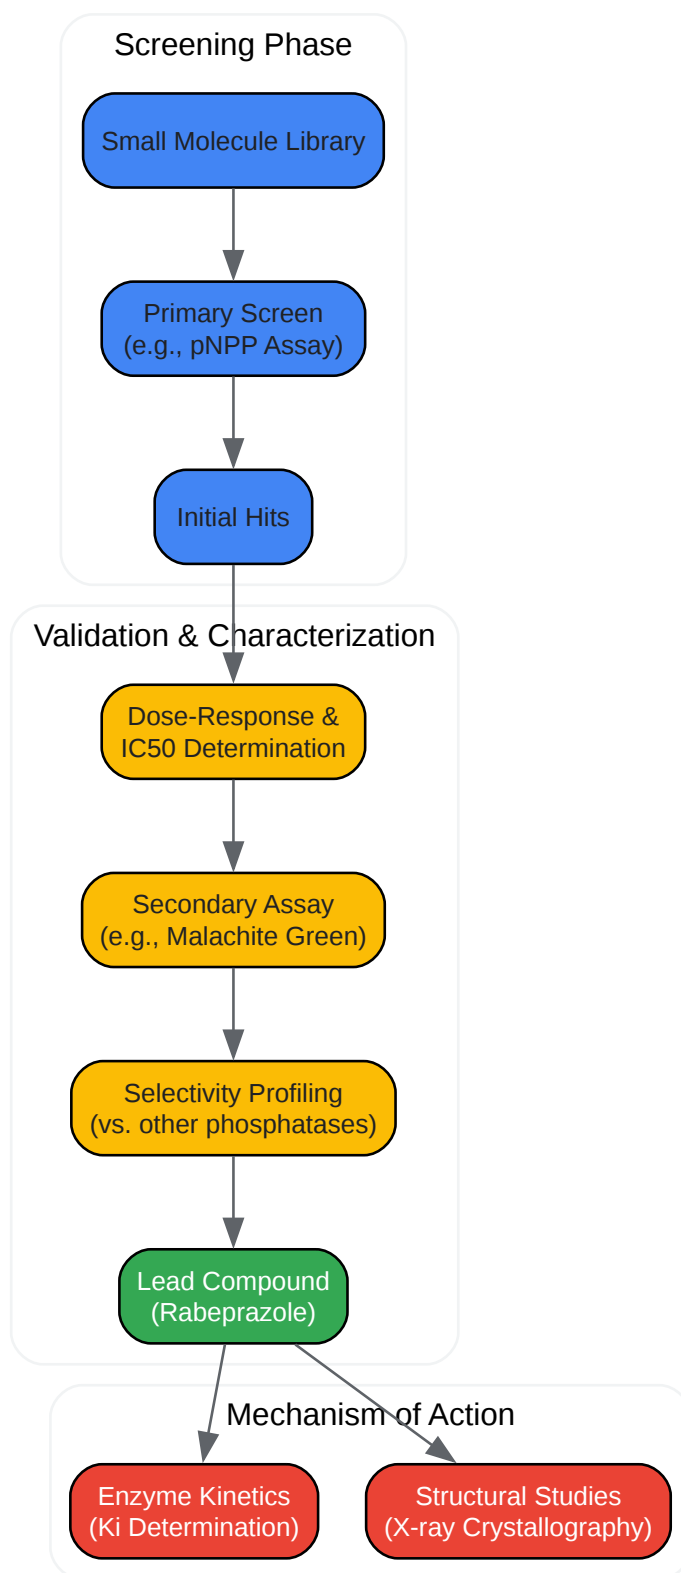 Screening Phase
Small Molecule Library
Primary Screen
(e.g., pNPP Assay)
Initial Hits
Validation & Characterization
Dose-Response &
IC50 Determination
Secondary Assay
(e.g., Malachite Green)
Selectivity Profiling
(vs. other phosphatases)
Lead Compound
(Rabeprazole)
Mechanism of Action
Enzyme Kinetics
(Ki Determination)
Structural Studies
(X-ray Crystallography)